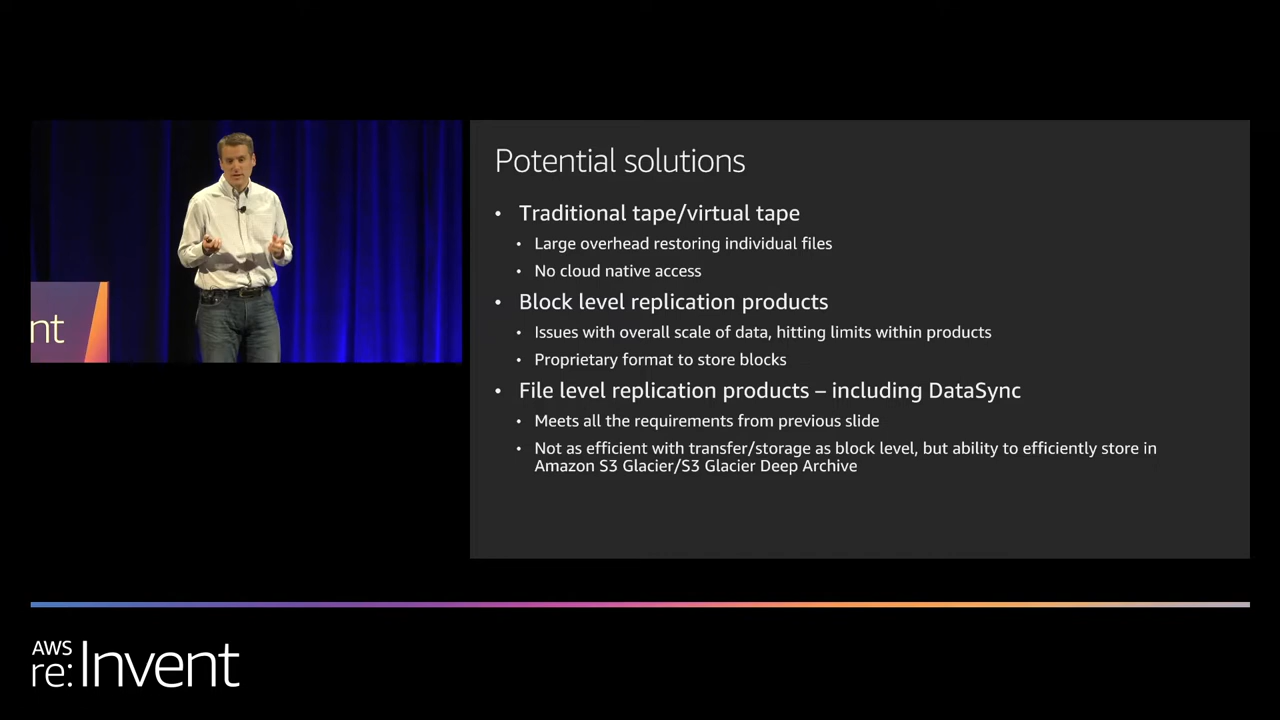 Potential solutions
• Traditional tape/virtual tape
• Large overhead restoring individual files
• No cloud native access
• Block level replication products
• Issues with overall scale of data, hitting limits within products
• Proprietary format to store blocks
• File level replication products – including DataSync
• Meets all the requirements from previous slide
• Not as efficient with transfer/storage as block level, but ability to efficiently store in
Amazon S3 Glacier/S3 Glacier Deep Archive
nt
AWS
re:Invent